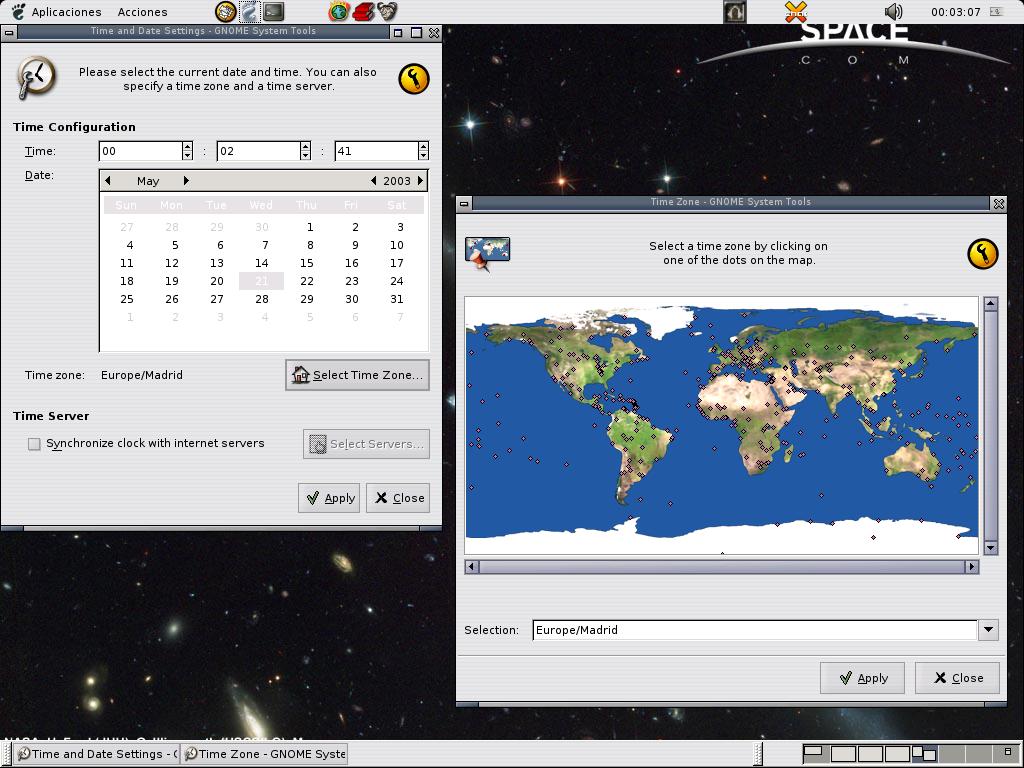 Aplicaciones Acciones 00:03:07
Time and Date Settings - GNOME System Tools
SPACE
C O M
Please select the current date and time. You can also
specify a time zone and a time server.
Time Configuration
Time: 00 : 02 : 41
Date: May 2003
Sun Mon Tue Wed Thu Fri Sat
27 28 29 30 1 2 3
4 5 6 7 8 9 10
11 12 13 14 15 16 17
18 19 20 21 22 23 24
25 26 27 28 29 30 31
1 2 3 4 5 6 7
Time zone: Europe/Madrid Select Time Zone...
Time Server
Synchronize clock with internet servers Select Servers...
Apply Close
Time Zone - GNOME System Tools
Select a time zone by clicking on
one of the dots on the map.
Selection: Europe/Madrid
Apply Close
Time and Date Settings - ( Time Zone - GNOME Syste